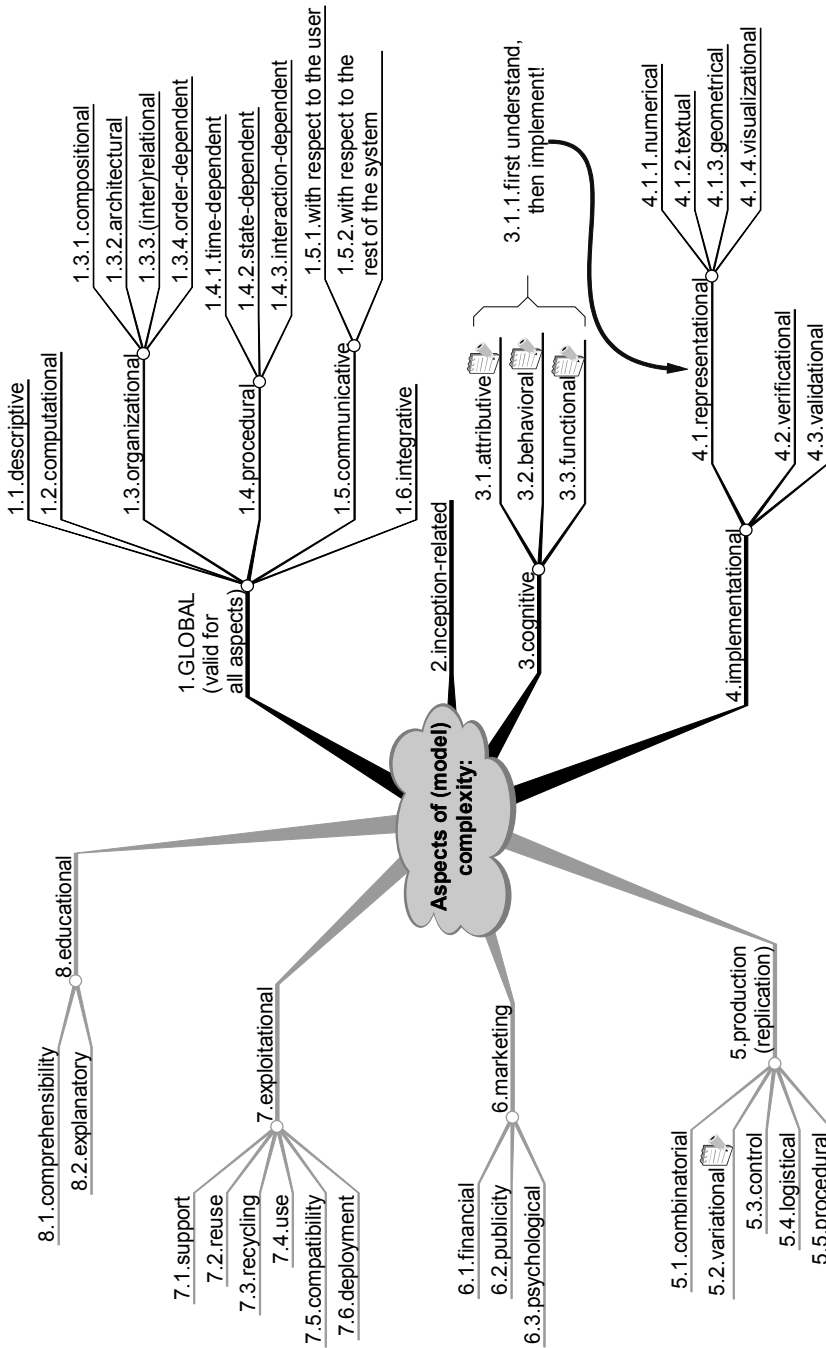 Aspects of (model)
complexity:
1.GLOBAL
(valid for
all aspects)
1.1.descriptive
1.2.computational
1.3.organizational
1.3.1.compositional
1.3.2.architectural
1.3.3.(inter)relational
1.3.4.order-dependent
1.4.procedural
1.4.1.time-dependent
1.4.2.state-dependent
1.4.3.interaction-dependent
1.5.communicative
1.5.1.with respect to the user
1.5.2.with respect to the
rest of the system
1.6.integrative
2.inception-related
3.cognitive
3.1.attributive
3.2.behavioral
3.3.functional
3.1.1.first understand,
then implement!
4.implementational
4.1.representational
4.1.1.numerical
4.1.2.textual
4.1.3.geometrical
4.1.4.visualizational
4.2.verificational
4.3.validational
5.production
(replication)
5.1.combinatorial
5.2.variational
5.3.control
5.4.logistical
5.5.procedural
6.marketing
6.1.financial
6.2.publicity
6.3.psychological
7.exploitational
7.1.support
7.2.reuse
7.3.recycling
7.4.use
7.5.compatibility
7.6.deployment
8.educational
8.1.comprehensibility
8.2.explanatory